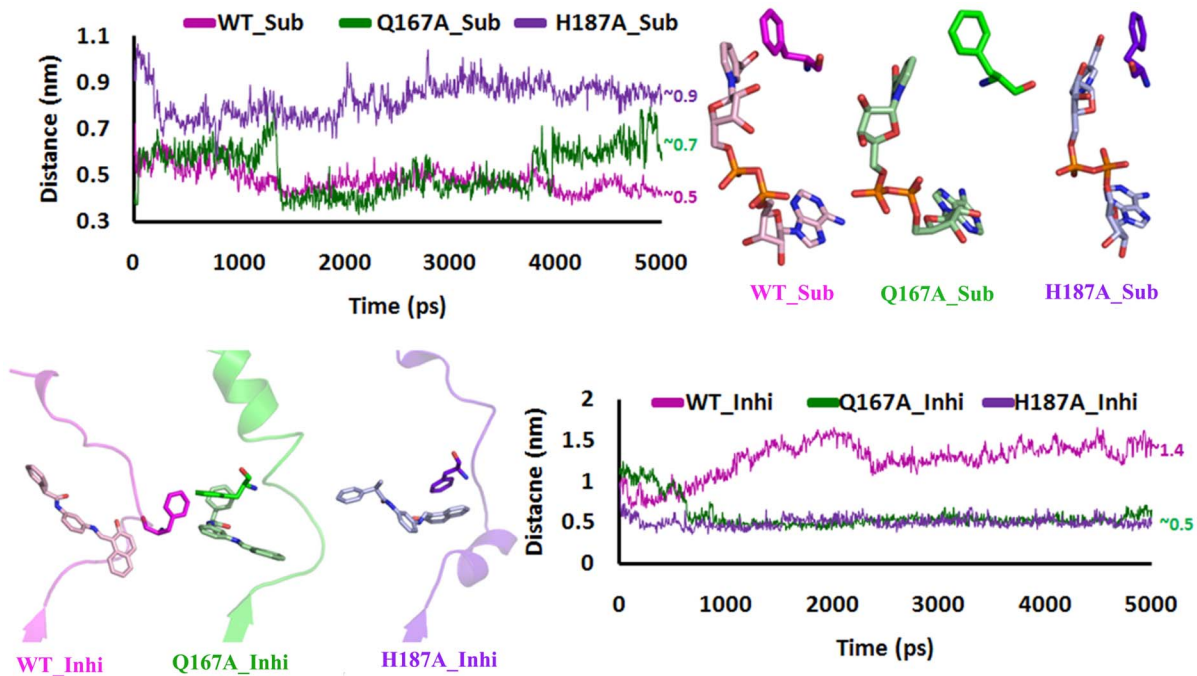 WT_Sub Q167A_Sub H187A_Sub
1.1
0.9
0.7
0.5
0.3
Distance (nm)
~0.9
~0.7
~0.5
0 1000 2000 3000 4000 5000
Time (ps)
WT_Sub Q167A_Sub H187A_Sub
WT_Inhi Q167A_Inhi H187A_Inhi
WT_Inhi Q167A_Inhi H187A_Inhi
2
1.5
1
0.5
0
Distacne (nm)
~1.4
~0.5
0 1000 2000 3000 4000 5000
Time (ps)